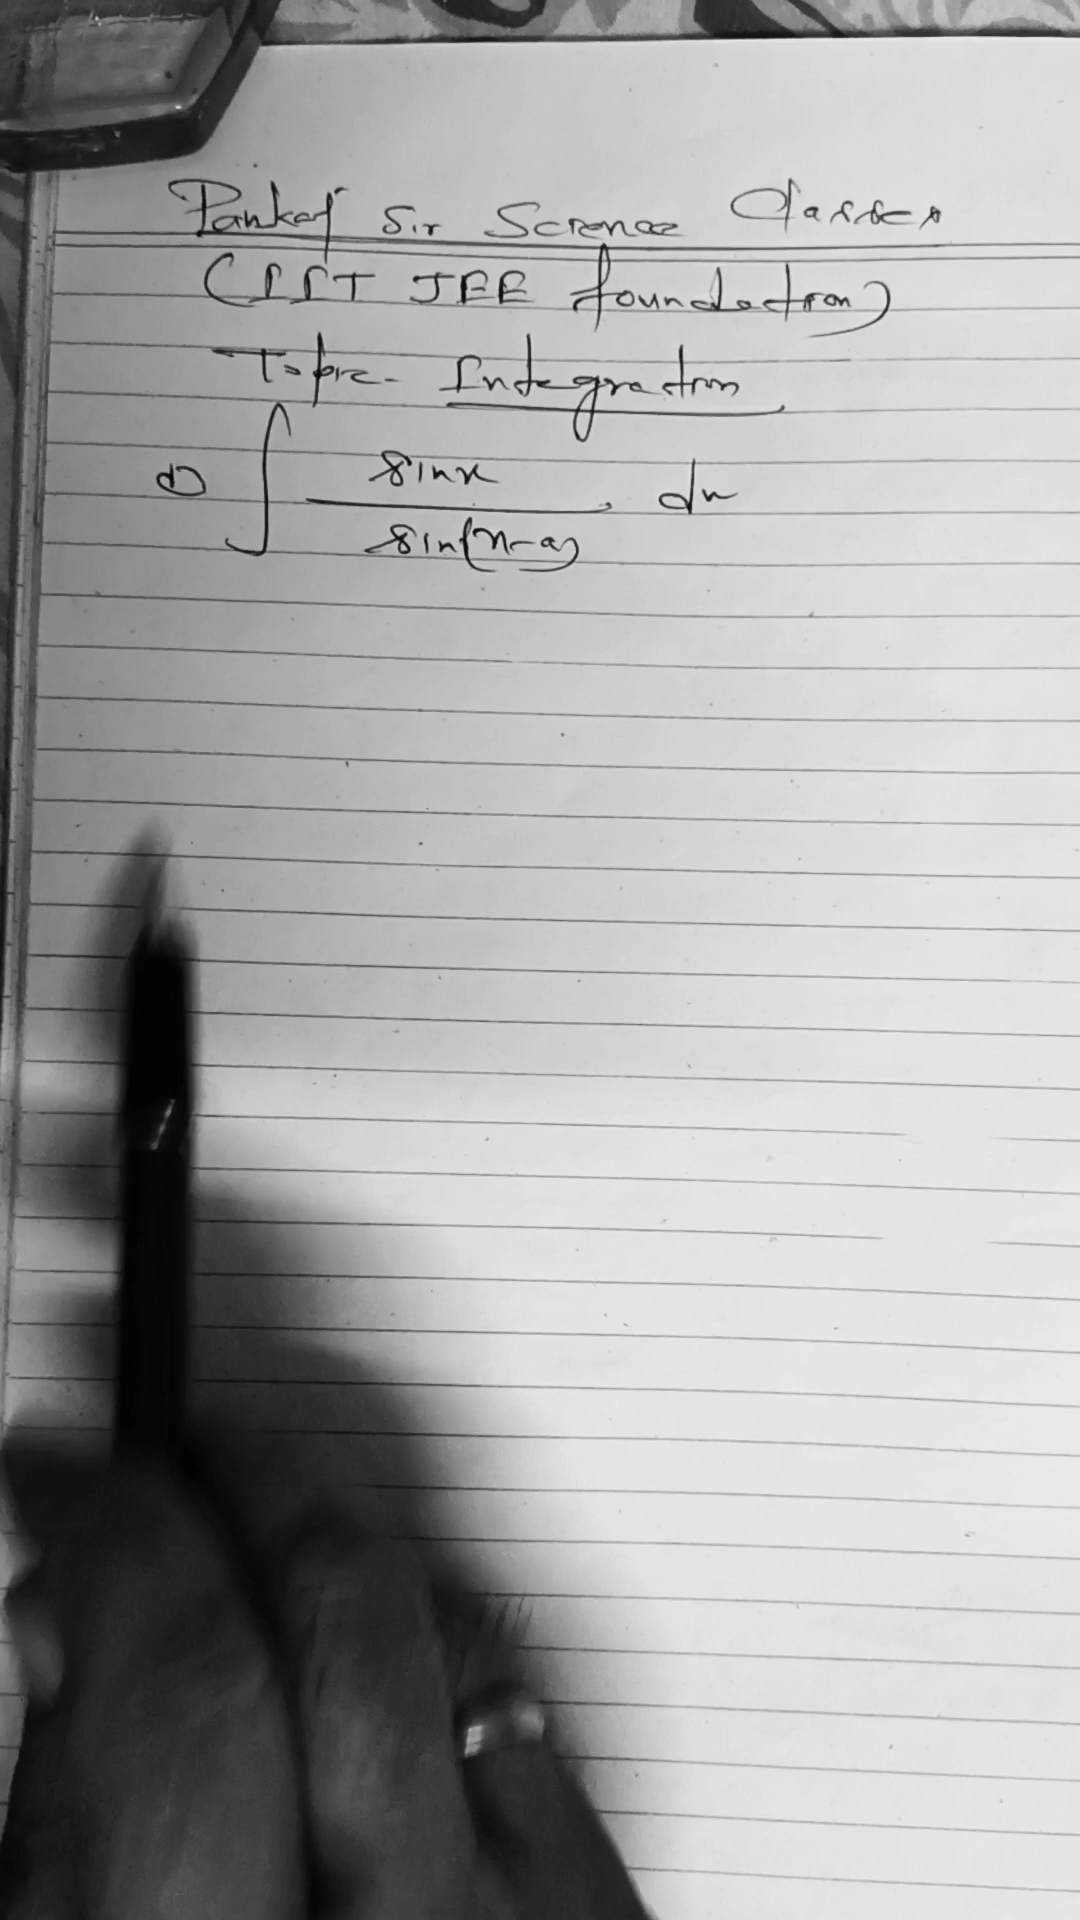 Pankaj Sir Science Classes
(IIT JEE foundation)
Topic- Integration
① ∫ sinx / sin(x-a) . dx